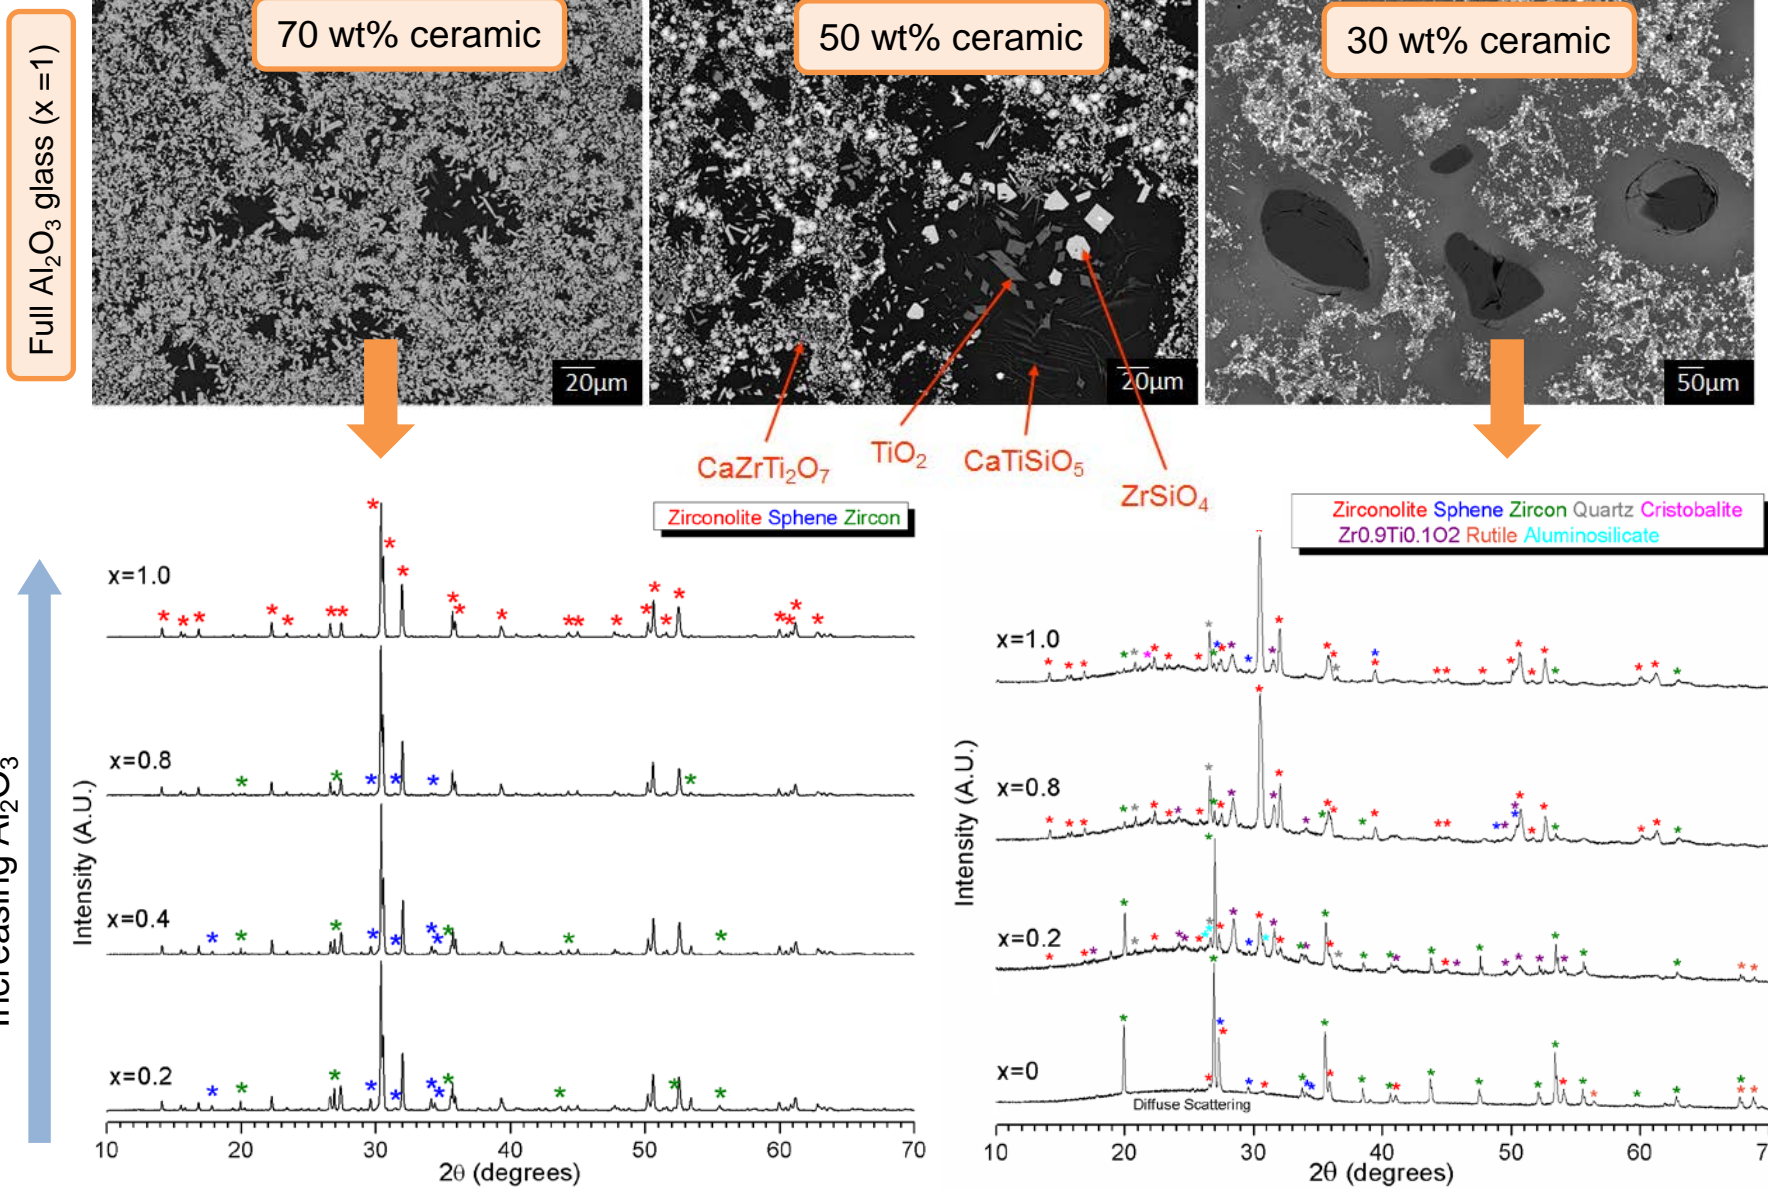 Full Al₂O₃ glass (x =1)
70 wt% ceramic
50 wt% ceramic
30 wt% ceramic
20µm
20µm
50µm
CaZrTi₂O₇
TiO₂
CaTiSiO₅
ZrSiO₄
Increasing Al₂O₃
Zirconolite Sphene Zircon
x=1.0
x=0.8
x=0.4
x=0.2
Intensity (A.U.)
10 20 30 40 50 60 70
2θ (degrees)
Zirconolite Sphene Zircon Quartz Cristobalite
Zr0.9Ti0.1O2 Rutile Aluminosilicate
x=1.0
x=0.8
x=0.2
x=0
Diffuse Scattering
Intensity (A.U.)
10 20 30 40 50 60
2θ (degrees)